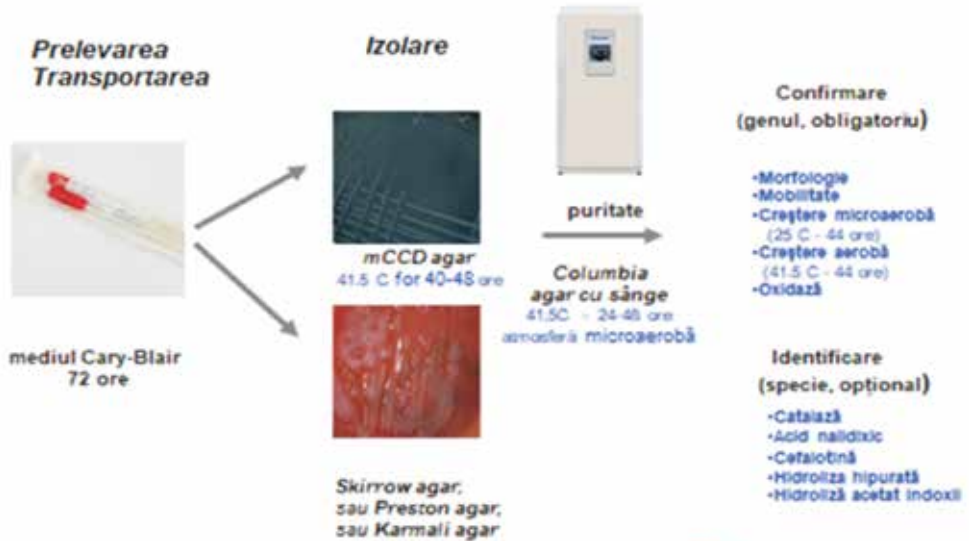 Prelevarea
Transportarea
mediul Cary-Blair
72 ore
Izolare
mCCD agar
41.5 C for 40-48 ore
Skirrow agar,
sau Preston agar,
sau Karmali agar
puritate
Columbia
agar cu sânge
41.5C - 24-48 ore
atmosferă microaerobă
Confirmare
(genul, obligatoriu)
•Morfologie
•Mobilitate
•Creştere microaerobă
(25 C - 44 ore)
•Creştere aerobă
(41.5 C - 44 ore)
•Oxidază
Identificare
(specie, opțional)
•Catalază
•Acid nalidixic
•Cefalotină
•Hidroliza hipurată
•Hidroliză acetat indoxil